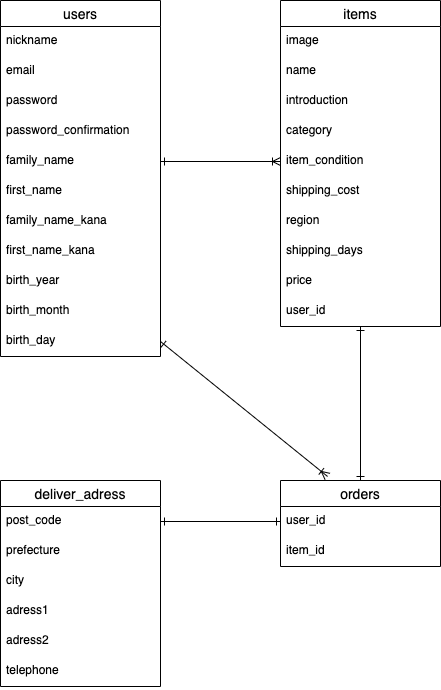 users
nickname
email
password
password_confirmation
family_name
first_name
family_name_kana
first_name_kana
birth_year
birth_month
birth_day
items
image
name
introduction
category
item_condition
shipping_cost
region
shipping_days
price
user_id
deliver_adress
post_code
prefecture
city
adress1
adress2
telephone
orders
user_id
item_id